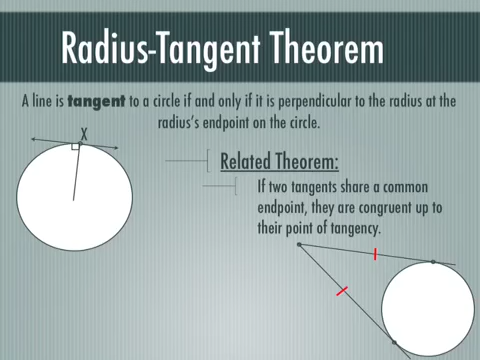 Radius-Tangent Theorem
A line is tangent to a circle if and only if it is perpendicular to the radius at the
radius's endpoint on the circle.
X
Related Theorem:
If two tangents share a common
endpoint, they are congruent up to
their point of tangency.